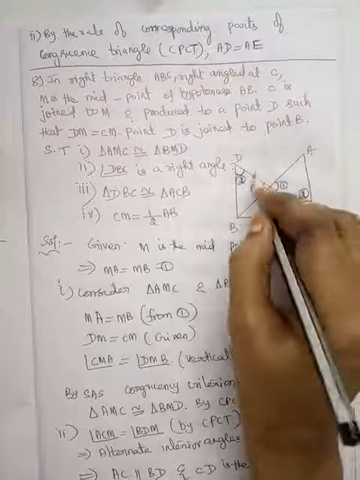 ii) By the rule of corresponding parts of
congruence triangle (CPCT), AD = AE
8) In right triangle ABC, right angled at C,
M is the mid-point of hypotenuse AB. C is
joined to M & produced to a point D such
that DM = CM. Point D is joined to point B.
S.T i) ΔAMC ≅ ΔBMD
ii) ∠DBC is a right angle
iii) ΔDBC ≅ ΔACB
iv) CM = 1/2 AB
D
A
B
Sol:- Given: M is the mid
⇒ MA = MB –①
i) Consider ΔAMC &
MA = MB (from ①)
DM = CM (Given)
∠CMA = ∠DMB (vertical
By SAS congruency criterion
ΔAMC ≅ ΔBMD. By CPC
ii) ∠ACM = ∠BDM (by CPCT)
⇒ Alternate interior angles
⇒ AC || BD & CD is the